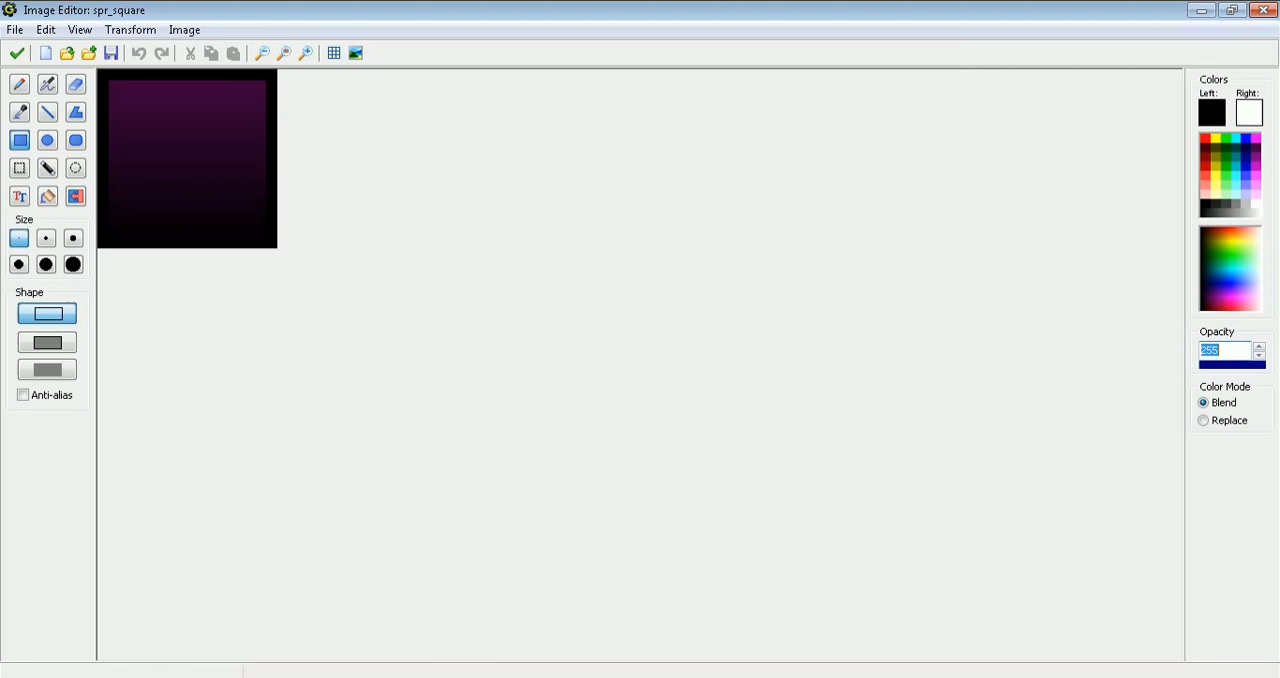 Image Editor: spr_square
File Edit View Transform Image
Colors
Left: Right:
TT
Size
Shape
Anti-alias
Opacity
255
Color Mode
Blend
Replace